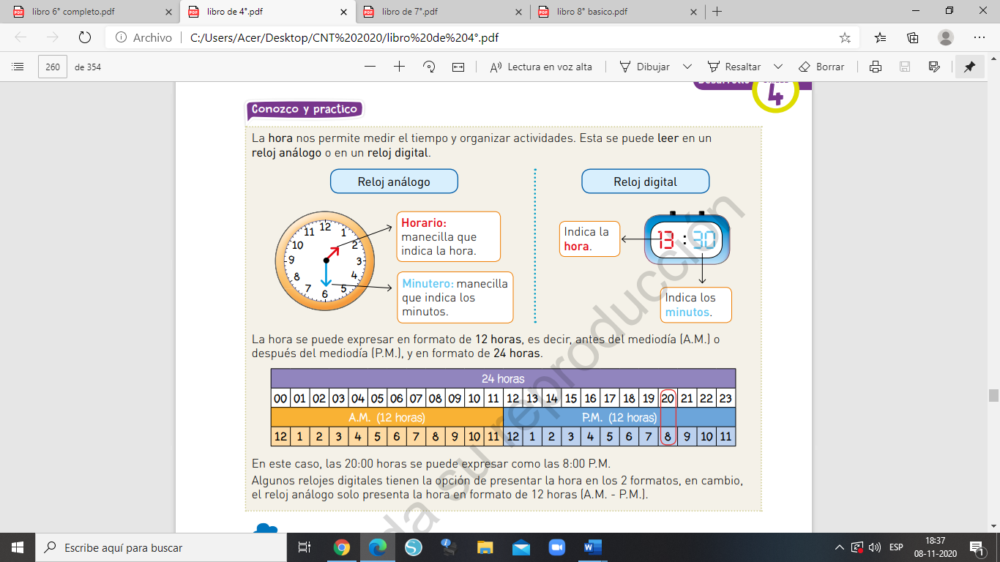 libro 6° completo.pdf
libro de 4°.pdf
libro de 7°.pdf
libro 8° basico.pdf
Archivo
C:/Users/Acer/Desktop/CNT%202020/libro%20de%204°.pdf
260 de 354
Lectura en voz alta
Dibujar
Resaltar
Borrar
4
Conozco y practico
La hora nos permite medir el tiempo y organizar actividades. Esta se puede leer en un
reloj análogo o en un reloj digital.
Reloj análogo
12
1
2
3
4
5
6
7
8
9
10
11
Horario:
manecilla que
indica la hora.
Minutero: manecilla
que indica los
minutos.
Reloj digital
Indica la
hora.
13 : 30
Indica los
minutos.
La hora se puede expresar en formato de 12 horas, es decir, antes del mediodía (A.M.) o
después del mediodía (P.M.), y en formato de 24 horas.
24 horas
00 01 02 03 04 05 06 07 08 09 10 11 12 13 14 15 16 17 18 19 20 21 22 23
A.M. (12 horas) P.M. (12 horas)
12 1 2 3 4 5 6 7 8 9 10 11 12 1 2 3 4 5 6 7 8 9 10 11
En este caso, las 20:00 horas se puede expresar como las 8:00 P.M.
Algunos relojes digitales tienen la opción de presentar la hora en los 2 formatos, en cambio,
el reloj análogo solo presenta la hora en formato de 12 horas (A.M. - P.M.).
su reproducción
Escribe aquí para buscar
ESP
18:37
08-11-2020
1